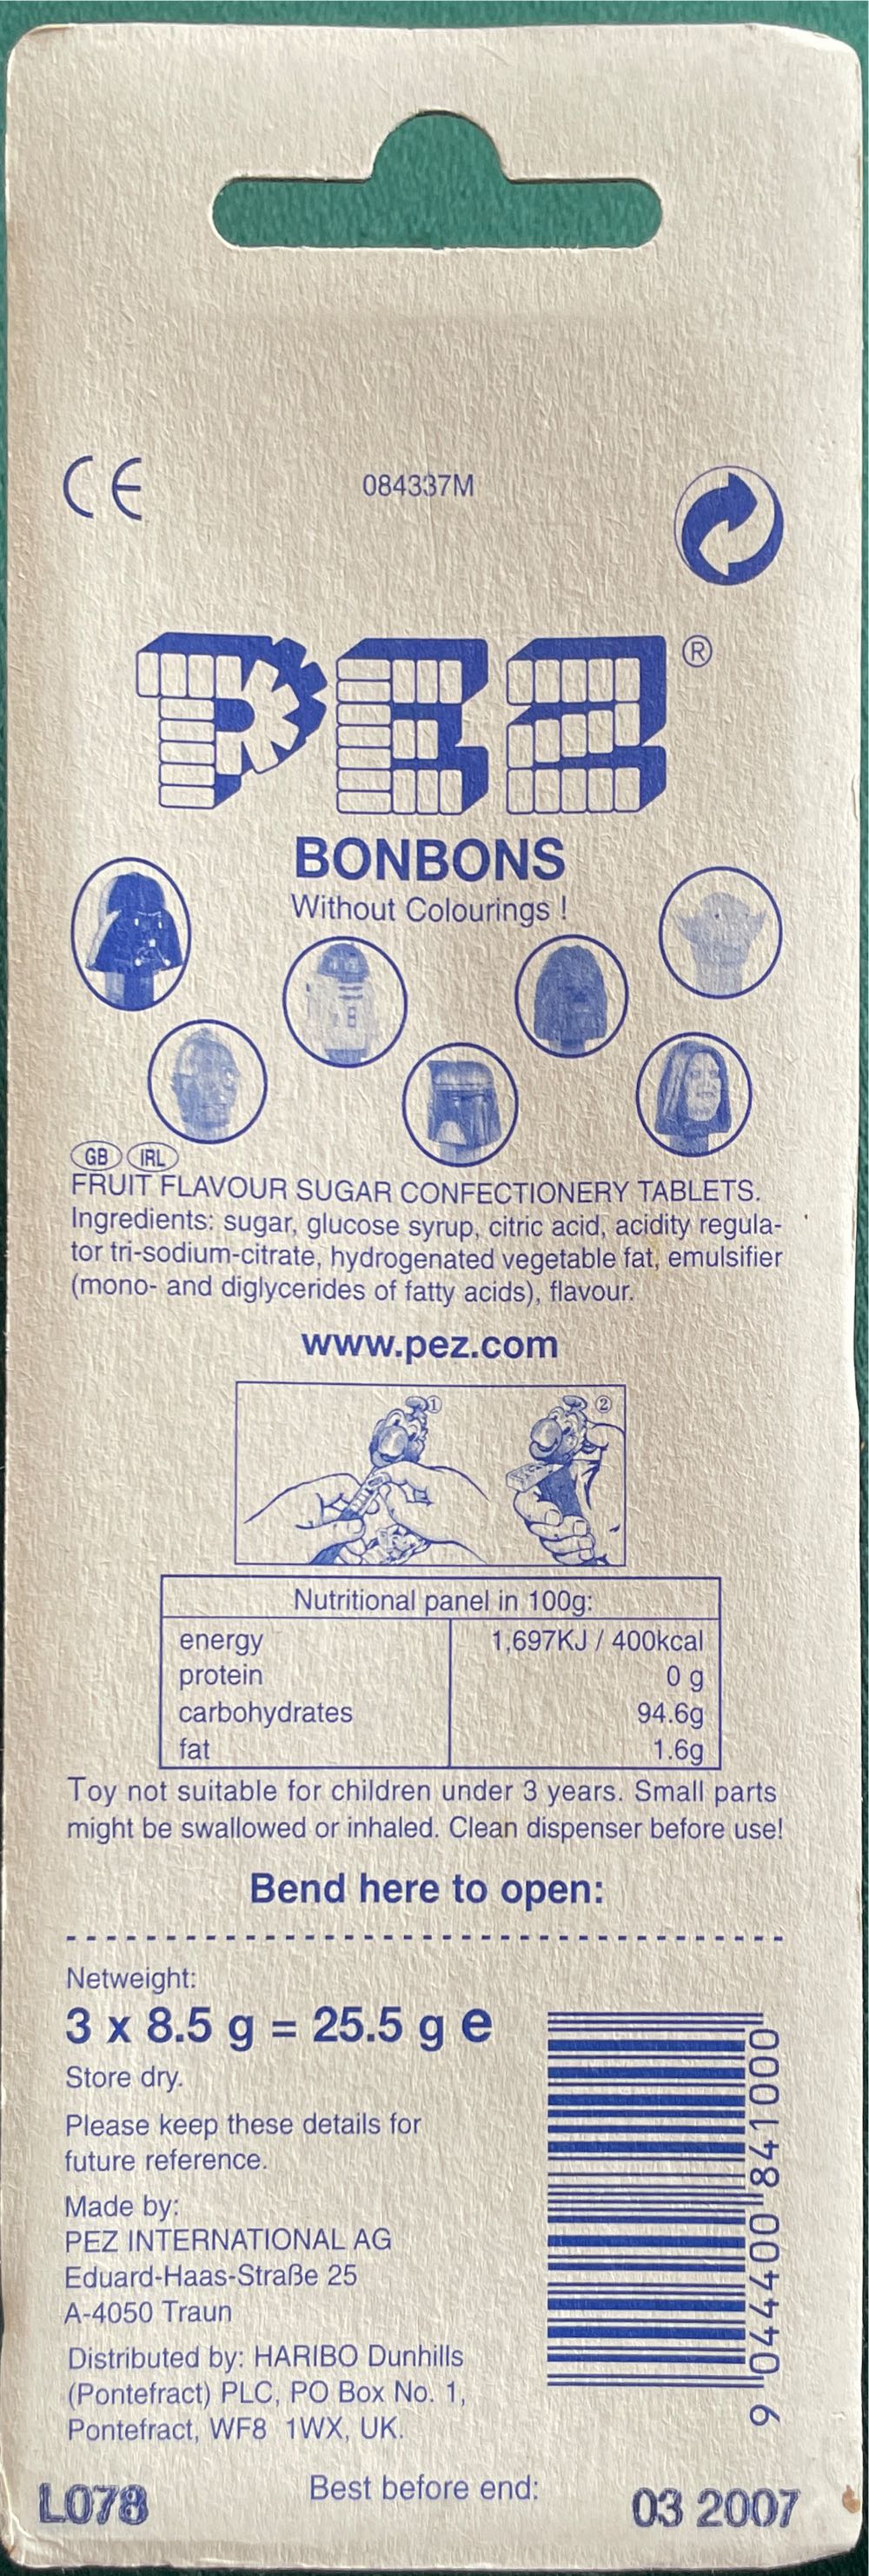 CE
084337M
PEZ®
BONBONS
Without Colourings !
GB IRL
FRUIT FLAVOUR SUGAR CONFECTIONERY TABLETS.
Ingredients: sugar, glucose syrup, citric acid, acidity regula-
tor tri-sodium-citrate, hydrogenated vegetable fat, emulsifier
(mono- and diglycerides of fatty acids), flavour.
www.pez.com
① ②
Nutritional panel in 100g:
energy 1,697KJ / 400kcal
protein 0 g
carbohydrates 94.6g
fat 1.6g
Toy not suitable for children under 3 years. Small parts
might be swallowed or inhaled. Clean dispenser before use!
Bend here to open:
Netweight:
3 x 8.5 g = 25.5 g e
Store dry.
Please keep these details for
future reference.
Made by:
PEZ INTERNATIONAL AG
Eduard-Haas-Straße 25
A-4050 Traun
Distributed by: HARIBO Dunhills
(Pontefract) PLC, PO Box No. 1,
Pontefract, WF8 1WX, UK.
9 044400 841000
L078 Best before end: 03 2007